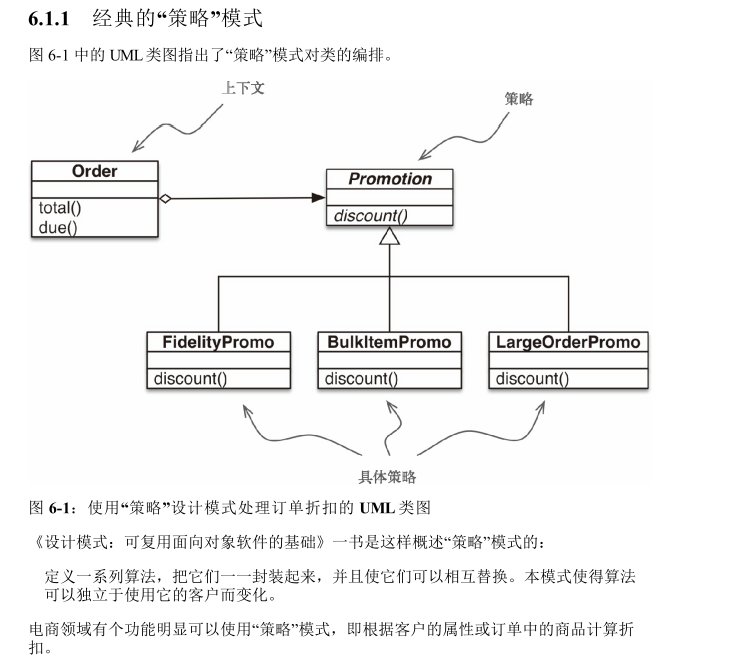 6.1.1 经典的“策略”模式
图 6-1 中的 UML 类图指出了“策略”模式对类的编排。
上下文
策略
Order
total()
due()
Promotion
discount()
FidelityPromo
discount()
BulkItemPromo
discount()
LargeOrderPromo
discount()
具体策略
图 6-1：使用“策略”设计模式处理订单折扣的 UML 类图
《设计模式：可复用面向对象软件的基础》一书是这样概述“策略”模式的：
定义一系列算法，把它们一一封装起来，并且使它们可以相互替换。本模式使得算法
可以独立于使用它的客户而变化。
电商领域有个功能明显可以使用“策略”模式，即根据客户的属性或订单中的商品计算折
扣。